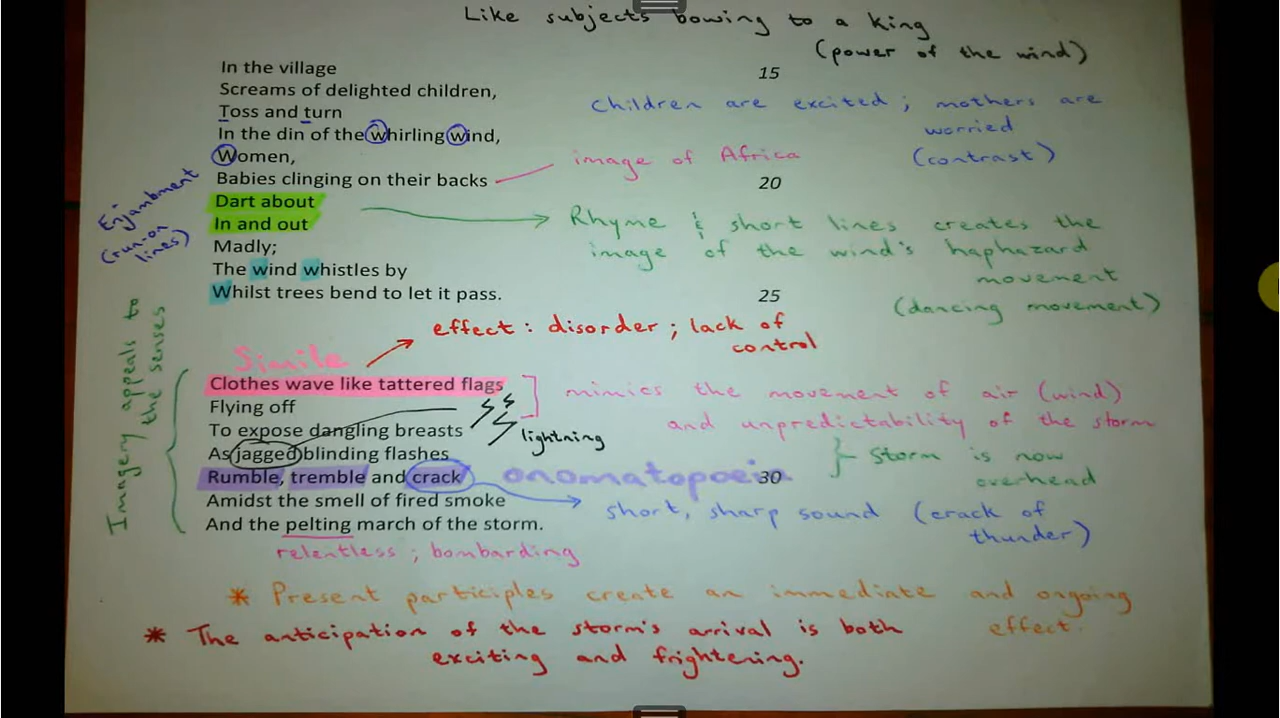 Like subjects bowing to a king
(power of the wind)
In the village 15
Screams of delighted children,
Toss and turn
In the din of the whirling wind,
Women,
Babies clinging on their backs 20
Dart about
In and out
Madly;
The wind whistles by
Whilst trees bend to let it pass. 25
Children are excited; mothers are
worried
(contrast)
image of Africa
Enjambment
(run-on
lines)
Rhyme & short lines creates the
image of the wind's haphazard
movement
(dancing movement)
effect: disorder; lack of
control
Simile
Clothes wave like tattered flags
Flying off
To expose dangling breasts
As jagged blinding flashes
Rumble, tremble and crack 30
Amidst the smell of fired smoke
And the pelting march of the storm.
Imagery appeals to
the senses
mimics the movement of air (wind)
and unpredictability of the storm
lightning
Storm is now
overhead
onomatopoeia
short, sharp sound (crack of
thunder)
relentless; bombarding
* Present participles create an immediate and ongoing
effect.
* The anticipation of the storm's arrival is both
exciting and frightening.